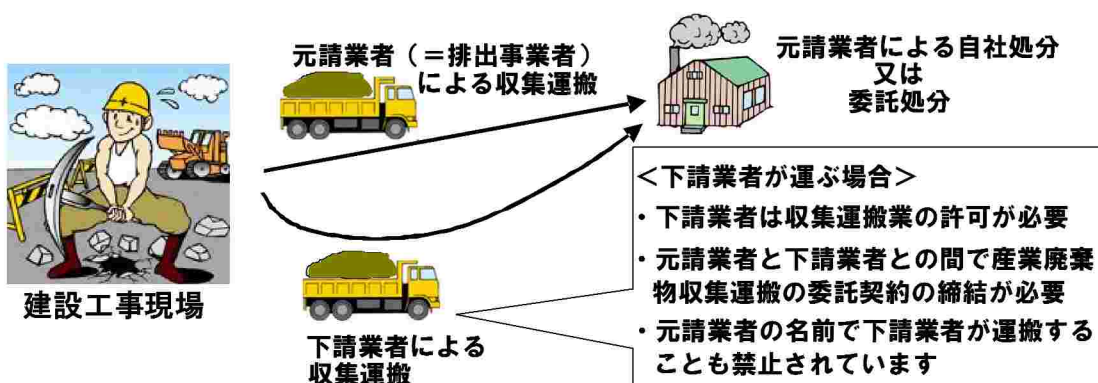 元請業者（＝排出事業者）
による収集運搬
元請業者による自社処分
又は
委託処分
建設工事現場
下請業者による
収集運搬
＜下請業者が運ぶ場合＞
・下請業者は収集運搬業の許可が必要
・元請業者と下請業者との間で産業廃棄
物収集運搬の委託契約の締結が必要
・元請業者の名前で下請業者が運搬する
ことも禁止されています